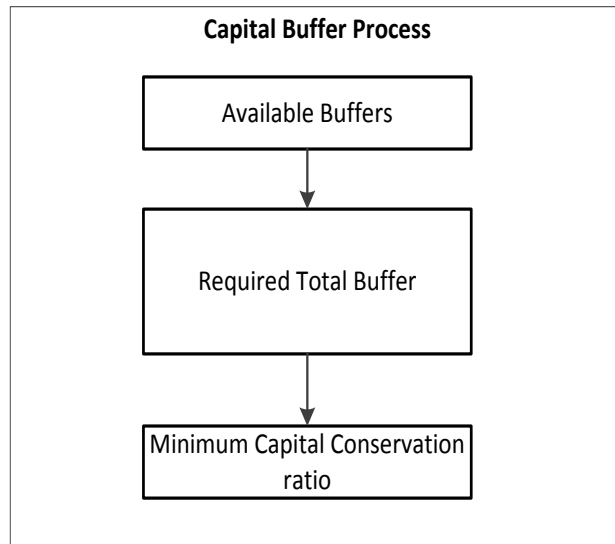 Capital Buffer Process
Available Buffers
Required Total Buffer
Minimum Capital Conservation
ratio